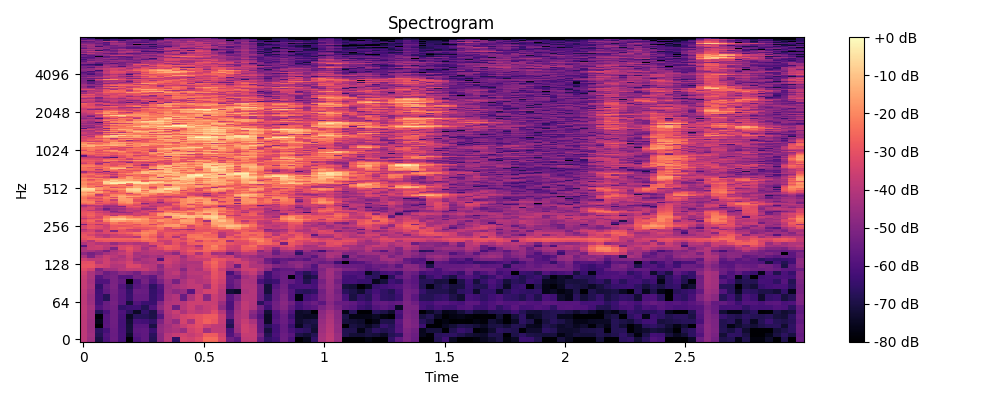 Spectrogram
Hz
4096
2048
1024
512
256
128
64
0
0
0.5
1
1.5
2
2.5
Time
+0 dB
-10 dB
-20 dB
-30 dB
-40 dB
-50 dB
-60 dB
-70 dB
-80 dB